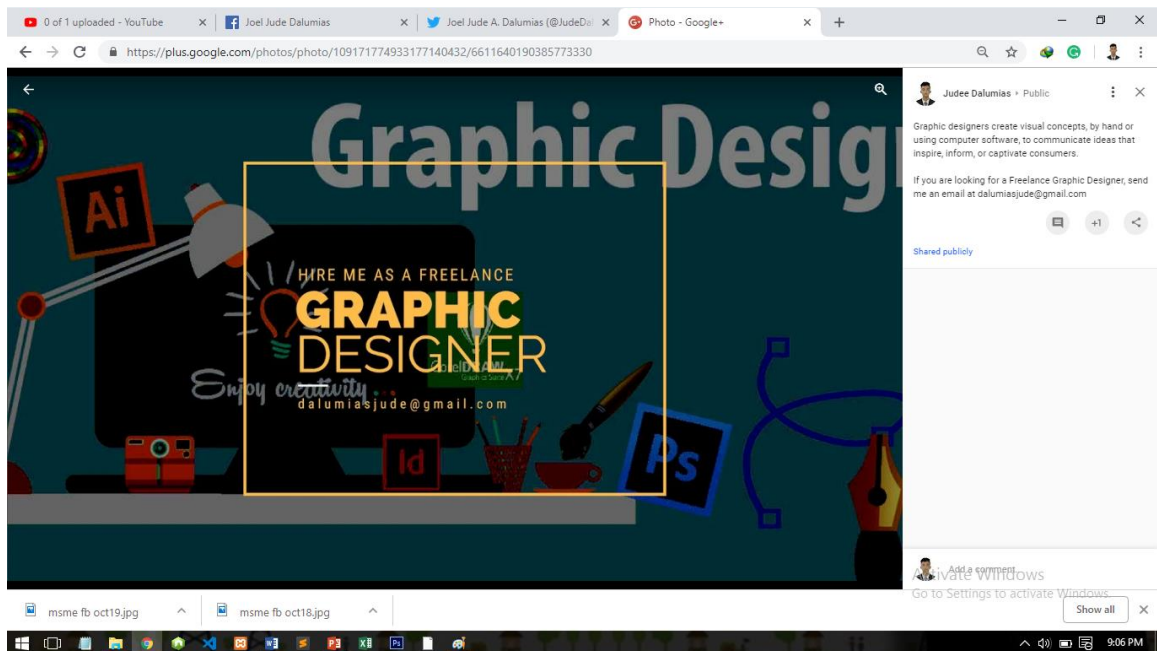 0 of 1 uploaded - YouTube
Joel Jude Dalumias
Joel Jude A. Dalumias (@JudeDal
Photo - Google+
https://plus.google.com/photos/photo/109171774933177140432/6611640190385773330
Graphic Desig
Ai
HIRE ME AS A FREELANCE
GRAPHIC
DESIGNER
CorelDRAW
Graphics Suite X7
Enjoy creativity ...
dalumiasjude@gmail.com
Id
Ps
Judee Dalumias Public
Graphic designers create visual concepts, by hand or
using computer software, to communicate ideas that
inspire, inform, or captivate consumers.
If you are looking for a Freelance Graphic Designer, send
me an email at dalumiasjude@gmail.com
+1
Shared publicly
Add a comment
Activate Windows
Go to Settings to activate Windows.
msme fb oct19.jpg
msme fb oct18.jpg
Show all
9:06 PM